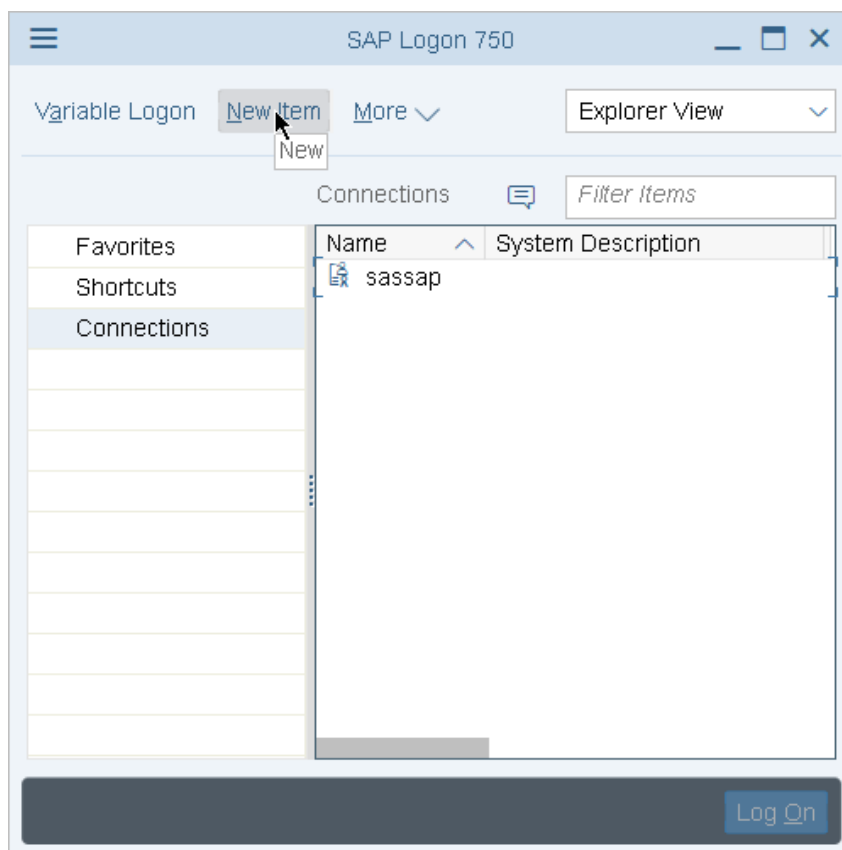 SAP Logon 750
Variable Logon New Item More Explorer View
New
Connections Filter Items
Favorites
Shortcuts
Connections
Name System Description
sassap
Log On